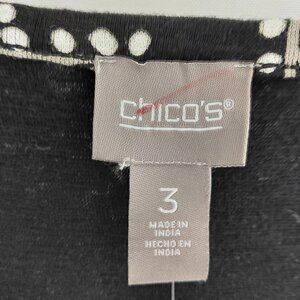 chico's®
3
MADE IN
INDIA
HECHO EN
INDIA